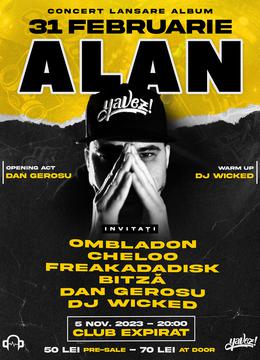 CONCERT LANSARE ALBUM
31 FEBRUARIE
ALAN
yaVez!
OPENING ACT
DAN GEROSU
WARM UP
DJ WICKED
INVITAȚI
OMBLADON
CHELOO
FREAKADADISK
BITZĂ
DAN GEROSU
DJ WICKED
5 NOV. 2023 – 20:00
CLUB EXPIRAT
50 LEI PRE-SALE – 70 LEI AT DOOR
yaVez!